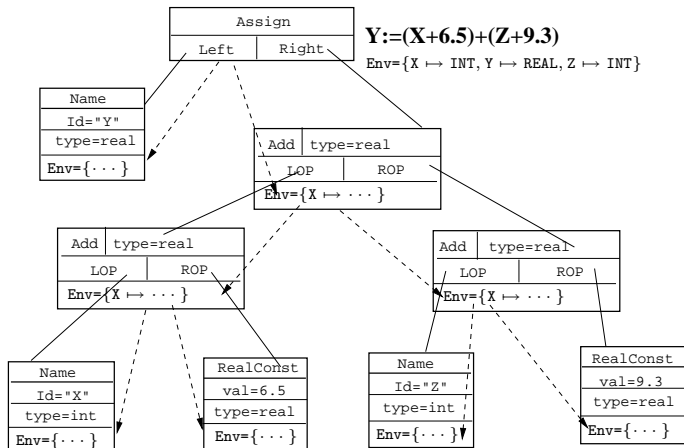 Assign
Left Right
Y:=(X+6.5)+(Z+9.3)
Env={X ↦ INT, Y ↦ REAL, Z ↦ INT}
Name
Id="Y"
type=real
Env={···}
Add type=real
LOP ROP
Env={X ↦ ···}
Add type=real
LOP ROP
Env={X ↦ ···}
Add type=real
LOP ROP
Env={X ↦ ···}
Name
Id="X"
type=int
Env={···}
RealConst
val=6.5
type=real
Env={···}
Name
Id="Z"
type=int
Env={···}
RealConst
val=9.3
type=real
Env={···}